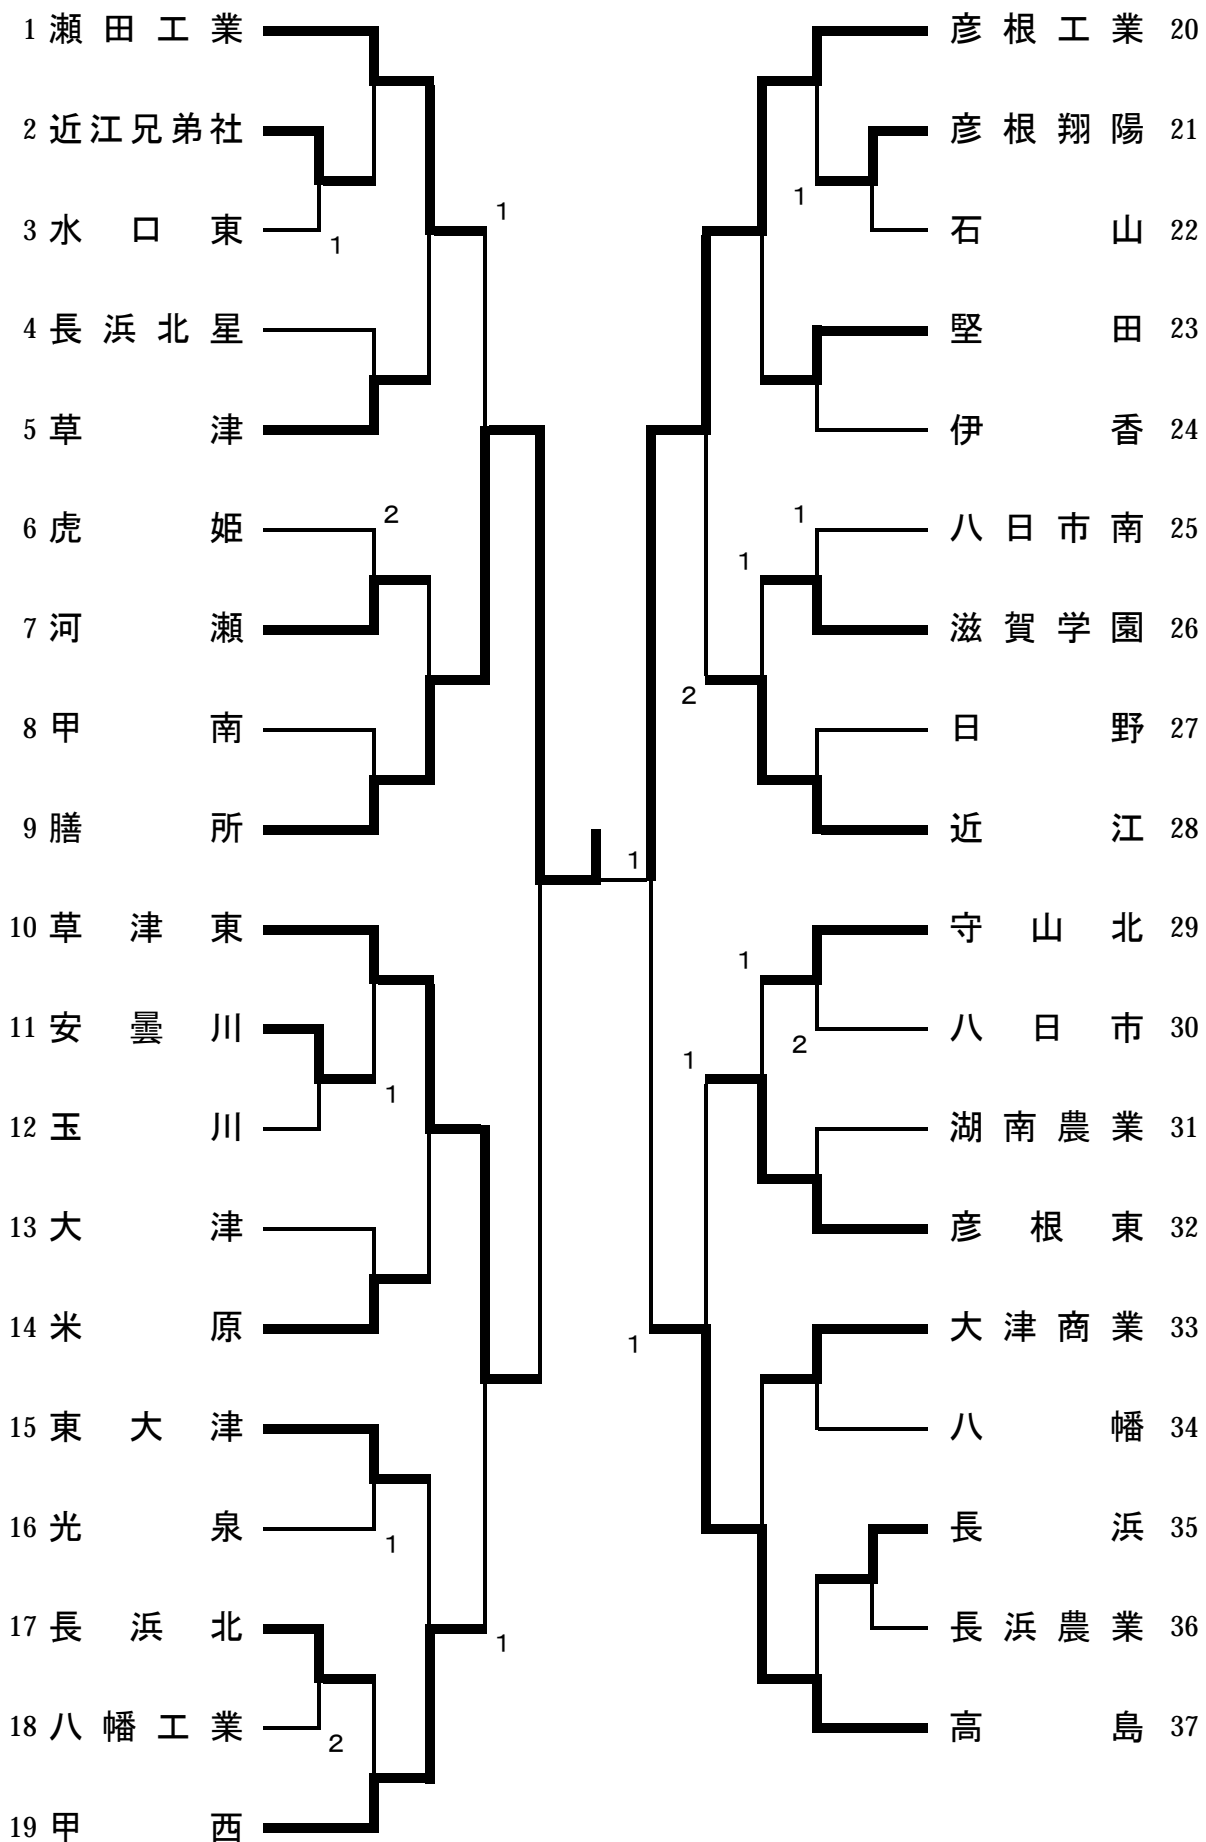 1 瀬田工業
2 近江兄弟社
3 水口東
1
1
4 長浜北星
5 草津
6 虎姫
2
7 河瀬
8 甲南
9 膳所
10 草津東
11 安曇川
1
12 玉川
13 大津
14 米原
15 東大津
16 光泉
1
17 長浜北
1
18 八幡工業
2
19 甲西
1
彦根工業 20
彦根翔陽 21
1
石山 22
堅田 23
伊香 24
1
八日市南 25
1
滋賀学園 26
2
日野 27
近江 28
守山北 29
1
八日市 30
2
1
湖南農業 31
彦根東 32
大津商業 33
1
八幡 34
長浜 35
長浜農業 36
高島 37